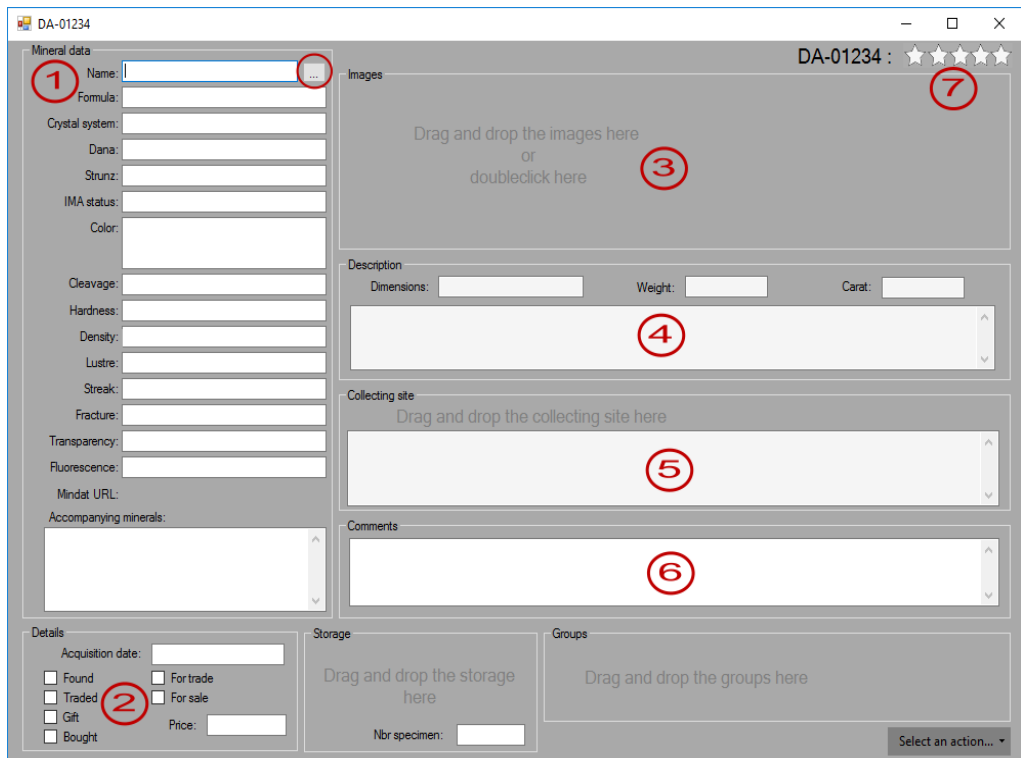 DA-01234
Mineral data
DA-01234 :
1
Name:
...
7
Formula:
Crystal system:
Dana:
Strunz:
IMA status:
Color:
Cleavage:
Hardness:
Density:
Lustre:
Streak:
Fracture:
Transparency:
Fluorescence:
Mindat URL:
Accompanying minerals:
Images
Drag and drop the images here
or
doubleclick here
3
Description
Dimensions:
Weight:
Carat:
4
Collecting site
Drag and drop the collecting site here
5
Comments
6
Details
Acquisition date:
Found
For trade
Traded
For sale
2
Gift
Price:
Bought
Storage
Drag and drop the storage
here
Nbr specimen:
Groups
Drag and drop the groups here
Select an action...